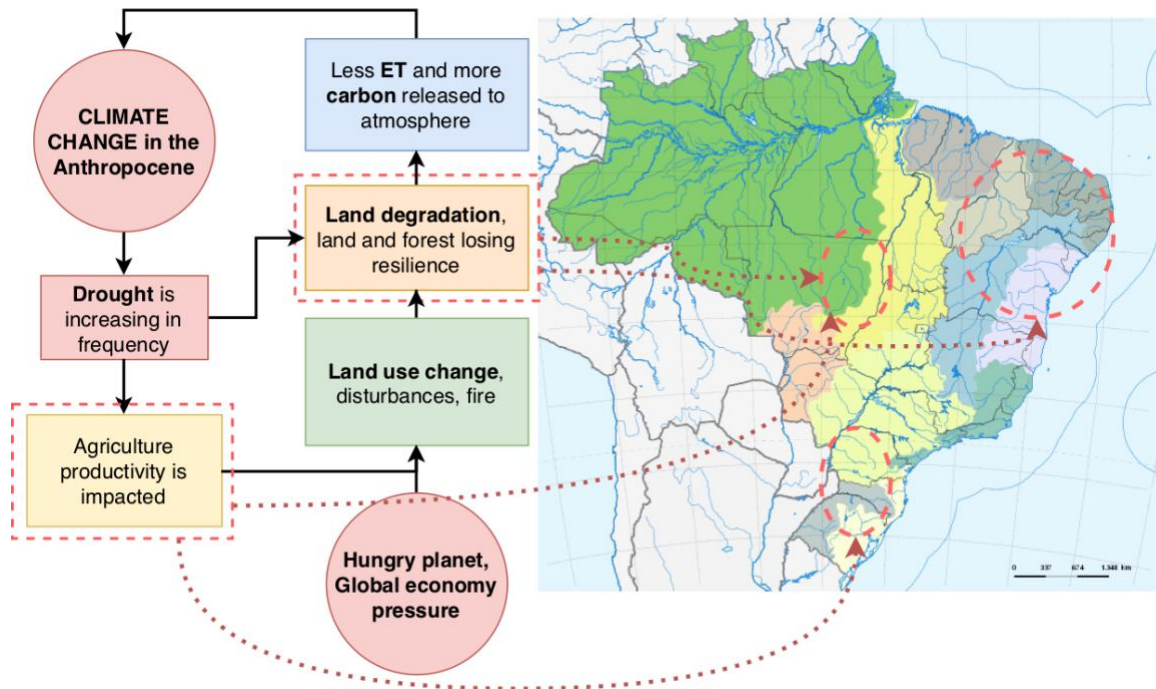 CLIMATE
CHANGE in the
Anthropocene
Less ET and more
carbon released to
atmosphere
Land degradation,
land and forest losing
resilience
Drought is
increasing in
frequency
Land use change,
disturbances, fire
Agriculture
productivity is
impacted
Hungry planet,
Global economy
pressure
0 337 674 1.348 km